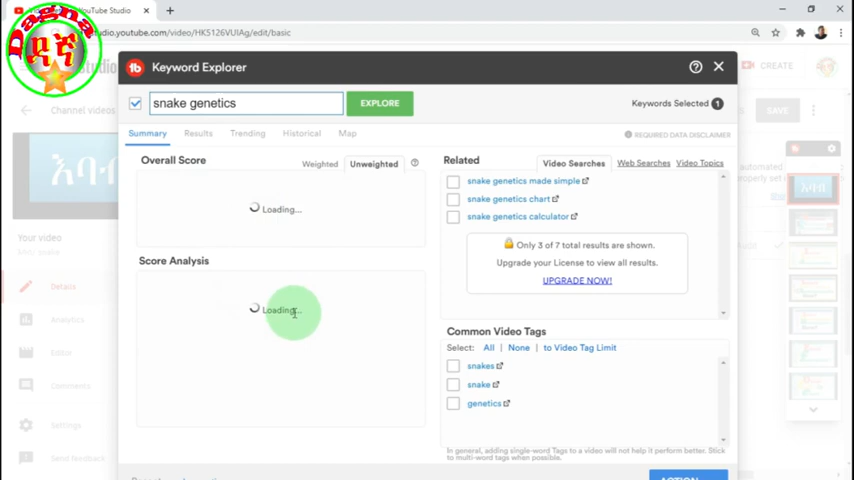 Dagna
ዳኛ
YouTube Studio
studio.youtube.com/video/HK5126VUIAg/edit/basic
CREATE
Channel videos
SAVE
Keyword Explorer
snake genetics
EXPLORE
Keywords Selected 1
Summary
Results
Trending
Historical
Map
REQUIRED DATA DISCLAIMER
Overall Score
Weighted
Unweighted
Loading...
Score Analysis
Loading...
Related
Video Searches
Web Searches
Video Topics
snake genetics made simple
snake genetics chart
snake genetics calculator
Only 3 of 7 total results are shown.
Upgrade your License to view all results.
UPGRADE NOW!
Common Video Tags
Select: All | None | to Video Tag Limit
snakes
snake
genetics
In general, adding single-word Tags to a video will not help it perform better. Stick
to multi-word tags when possible.
እባብ
Your video
Details
Analytics
Editor
Comments
Settings
Send feedback
automated